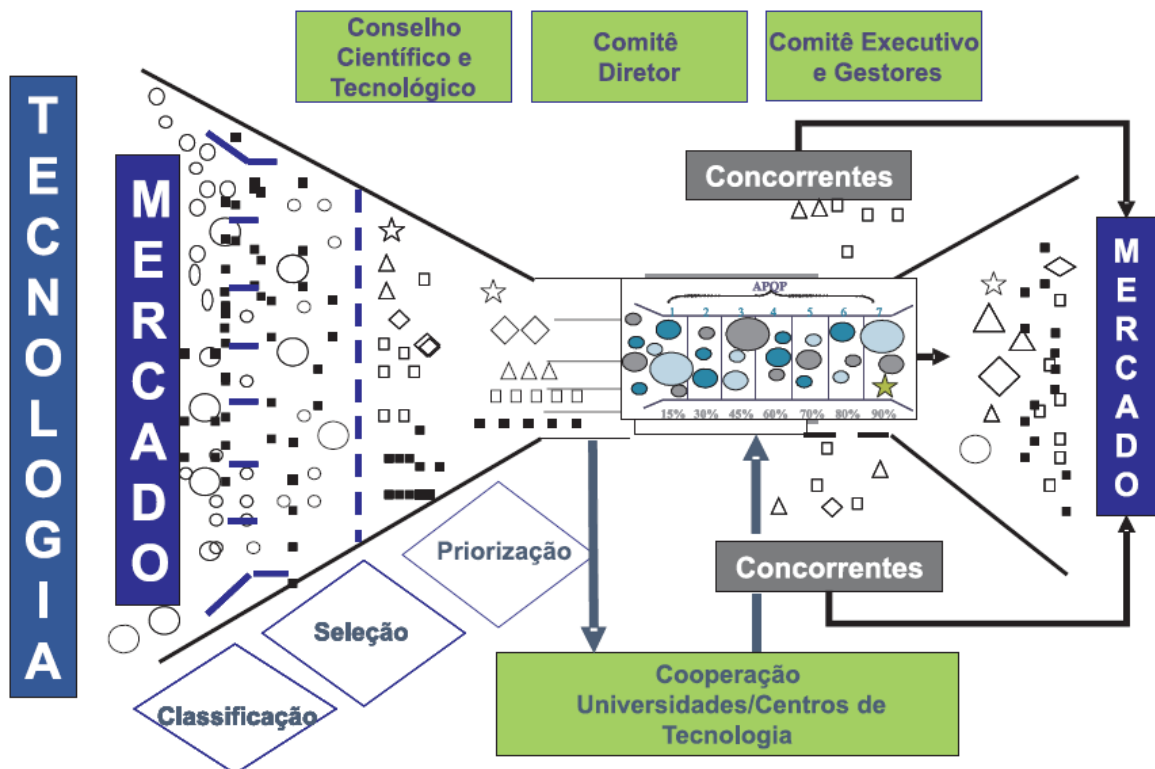 Conselho
Científico e
Tecnológico
Comitê
Diretor
Comitê Executivo
e Gestores
TECNOLOGIA
MERCADO
Concorrentes
MERCADO
APQP
1 2 3 4 5 6 7
15% 30% 45% 60% 70% 80% 90%
Priorização
Seleção
Classificação
Concorrentes
Cooperação
Universidades/Centros de
Tecnologia